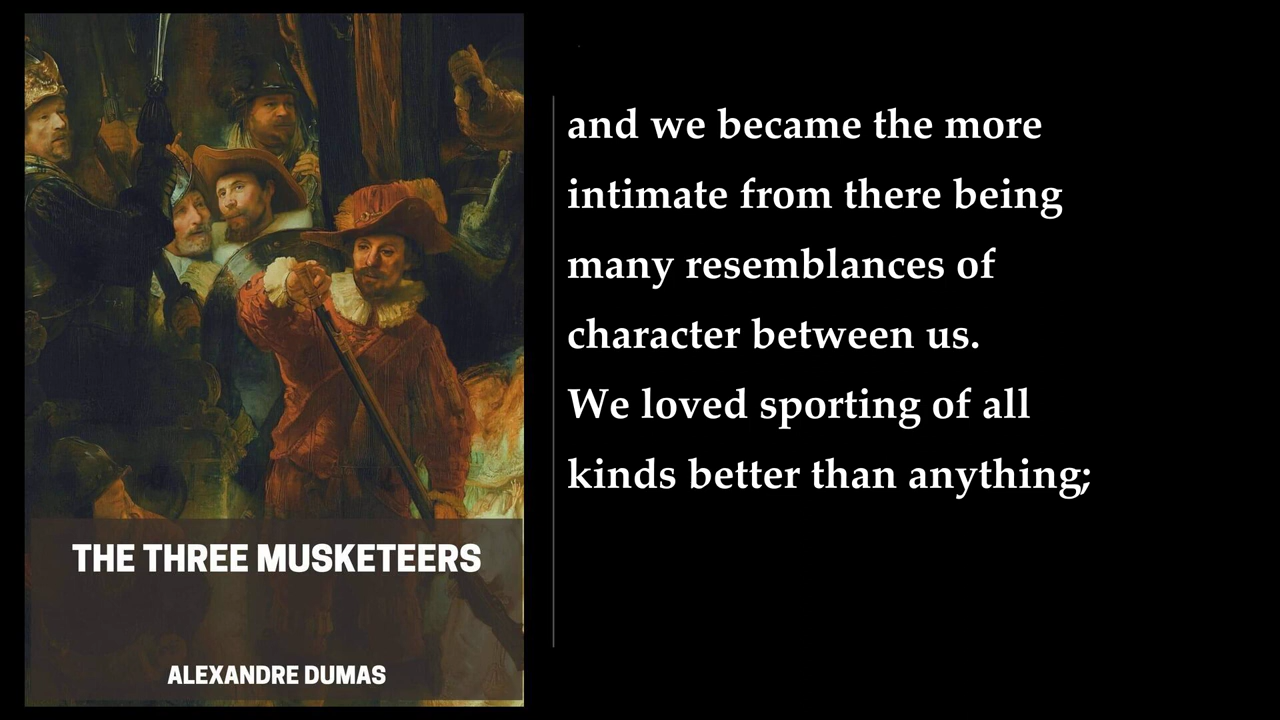 THE THREE MUSKETEERS
ALEXANDRE DUMAS
and we became the more
intimate from there being
many resemblances of
character between us.
We loved sporting of all
kinds better than anything;